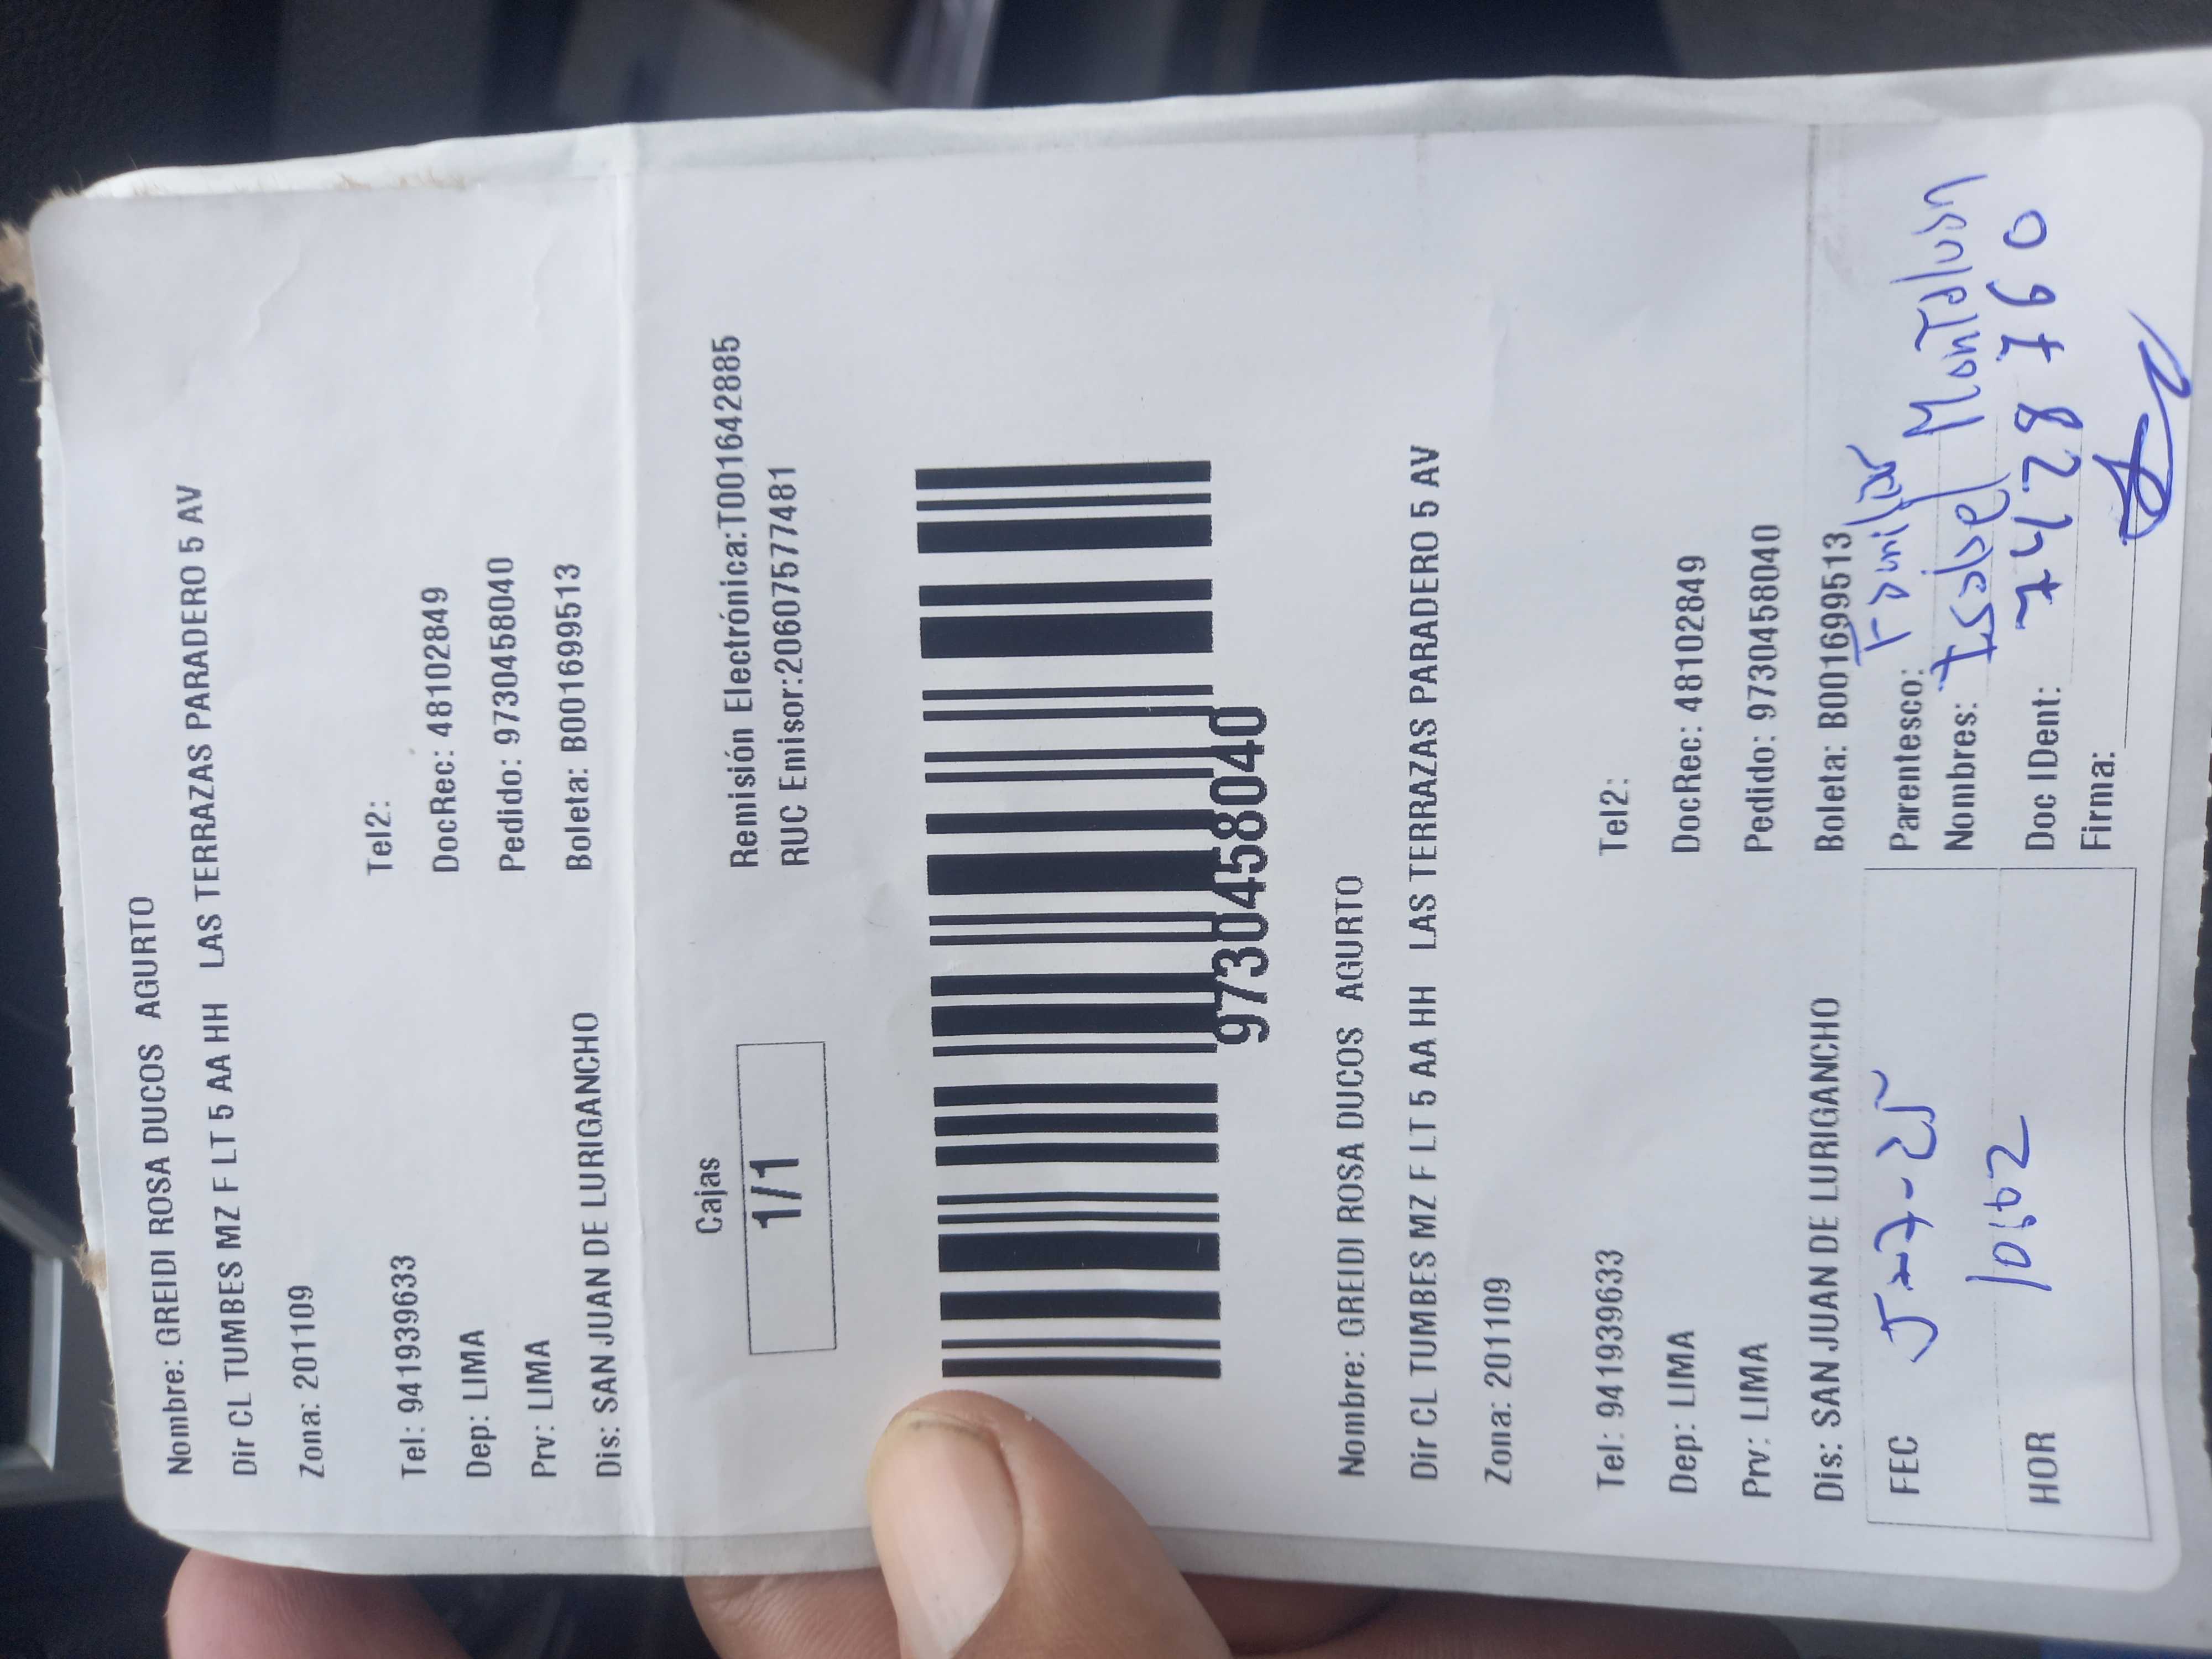 Nombre: GREIDI ROSA DUCOS AGURTO
Dir CL TUMBES MZ F LT 5 AA HH LAS TERRAZAS PARADERO 5 AV
Zona: 201109
Tel: 941939633 Tel2:
Dep: LIMA DocRec: 48102849
Prv: LIMA Pedido: 9730458040
Dis: SAN JUAN DE LURIGANCHO Boleta: B001699513
Cajas Remisión Electrónica:T001642885
1/1 RUC Emisor:20607577481
9730458040
Nombre: GREIDI ROSA DUCOS AGURTO
Dir CL TUMBES MZ F LT 5 AA HH LAS TERRAZAS PARADERO 5 AV
Zona: 201109
Tel: 941939633 Tel2:
Dep: LIMA DocRec: 48102849
Prv: LIMA Pedido: 9730458040
Dis: SAN JUAN DE LURIGANCHO Boleta: B001699513
FEC 5-7-25 Parentesco: Familiar
Nombres: Isabel Montalvan
HOR Doc IDent: 74428760
Firma: